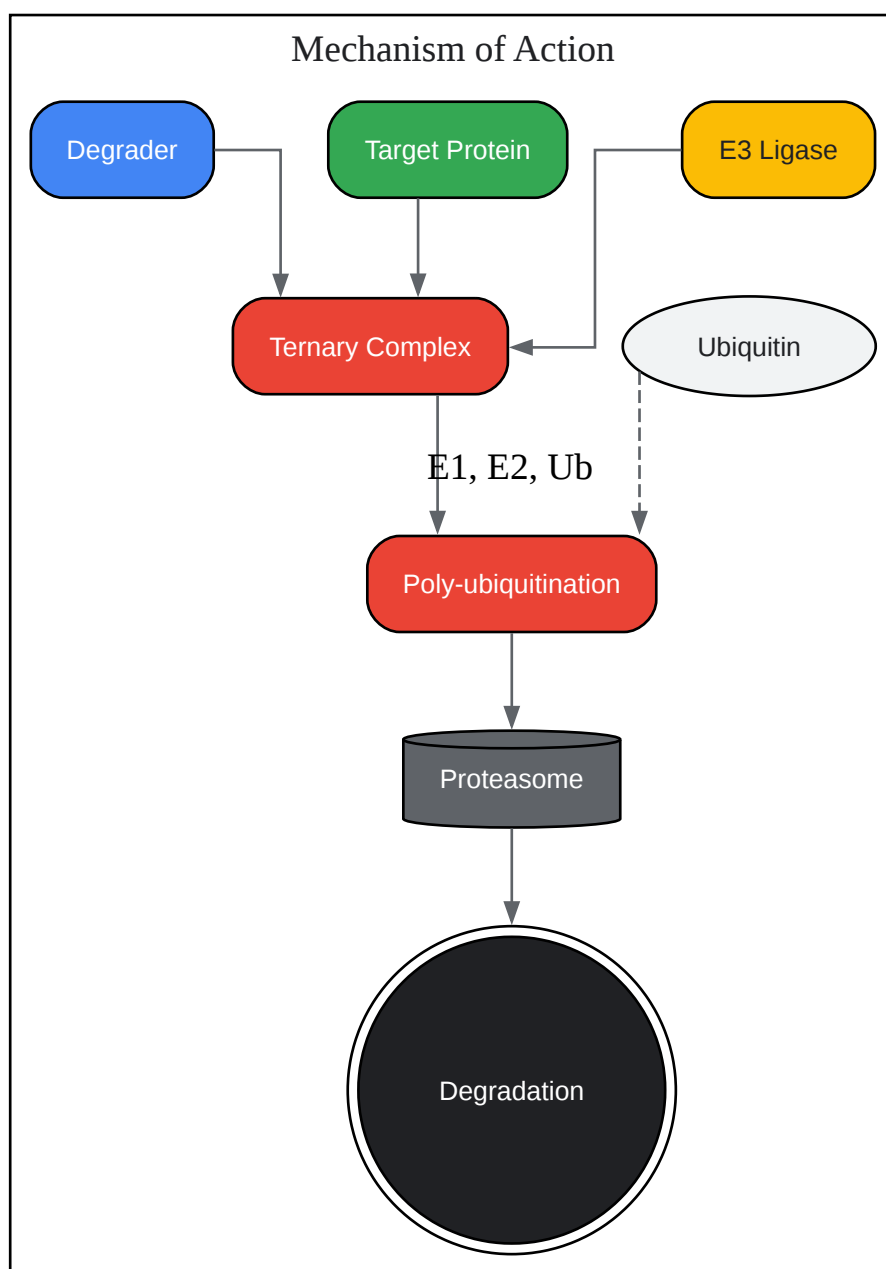 Mechanism of Action
Degrader
Target Protein
E3 Ligase
Ternary Complex
Ubiquitin
E1, E2, Ub
Poly-ubiquitination
Proteasome
Degradation